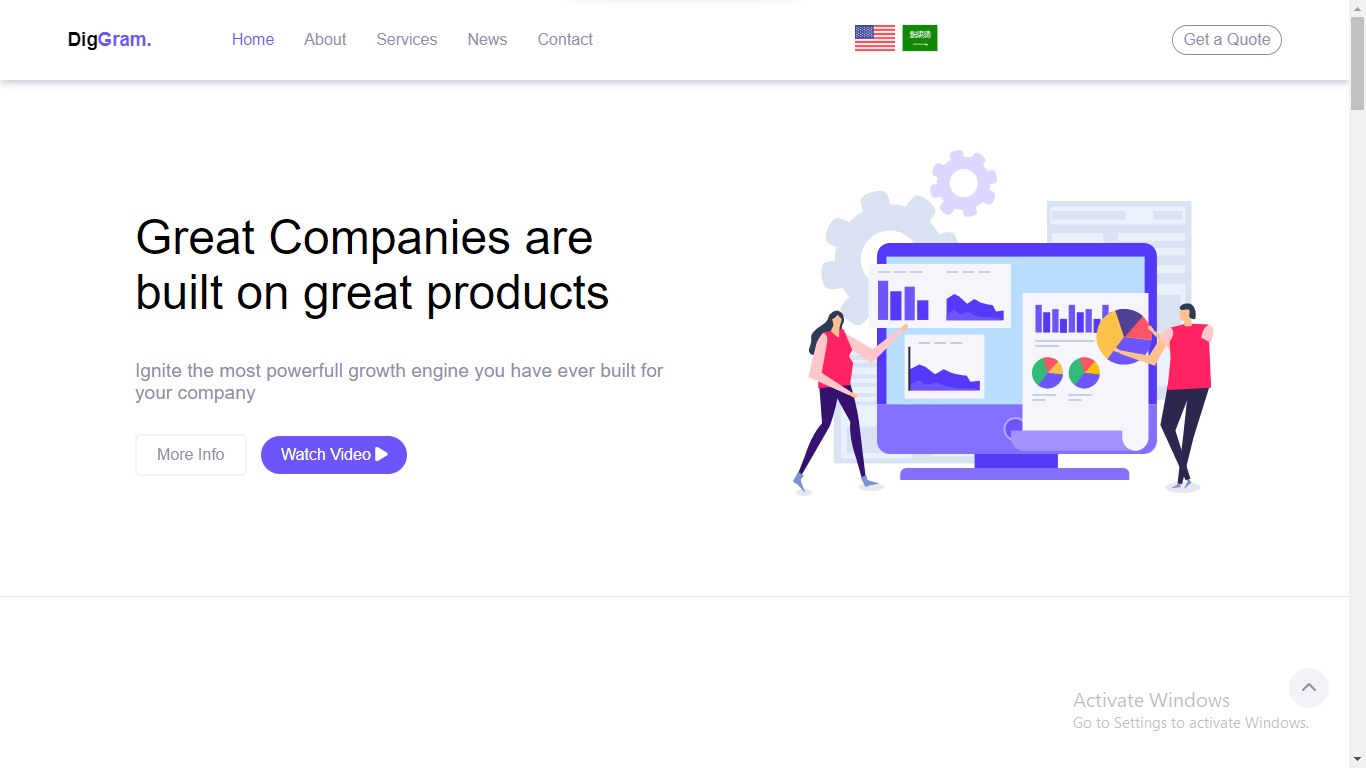 DigGram.
Home
About
Services
News
Contact
Get a Quote
Great Companies are
built on great products
Ignite the most powerfull growth engine you have ever built for
your company
More Info
Watch Video
Activate Windows
Go to Settings to activate Windows.